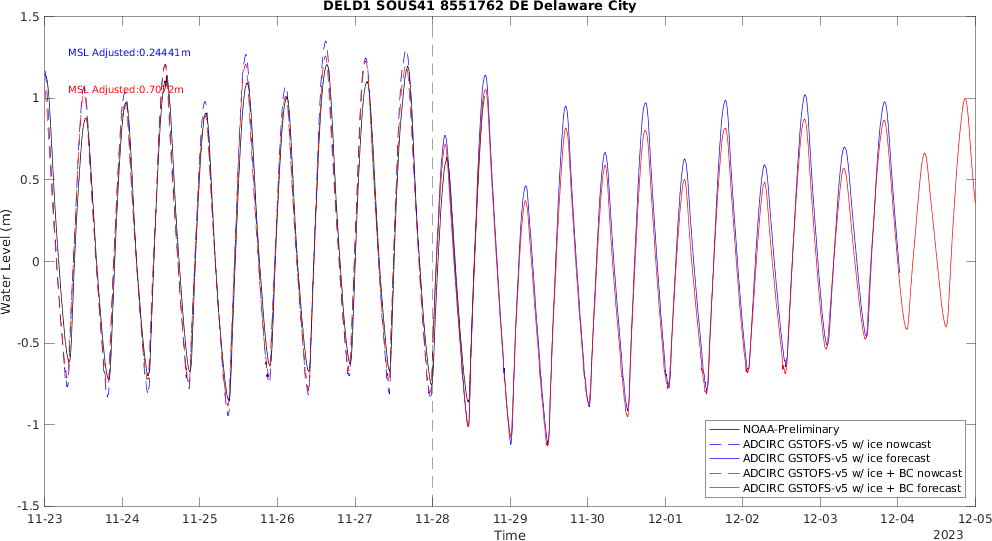 DELD1 SOUS41 8551762 DE Delaware City
1.5
1
0.5
0
-0.5
-1
-1.5
Water Level (m)
MSL Adjusted:0.24441m
MSL Adjusted:0.7072m
NOAA-Preliminary
ADCIRC GSTOFS-v5 w/ ice nowcast
ADCIRC GSTOFS-v5 w/ ice forecast
ADCIRC GSTOFS-v5 w/ ice + BC nowcast
ADCIRC GSTOFS-v5 w/ ice + BC forecast
11-23 11-24 11-25 11-26 11-27 11-28 11-29 11-30 12-01 12-02 12-03 12-04 12-05
Time
2023